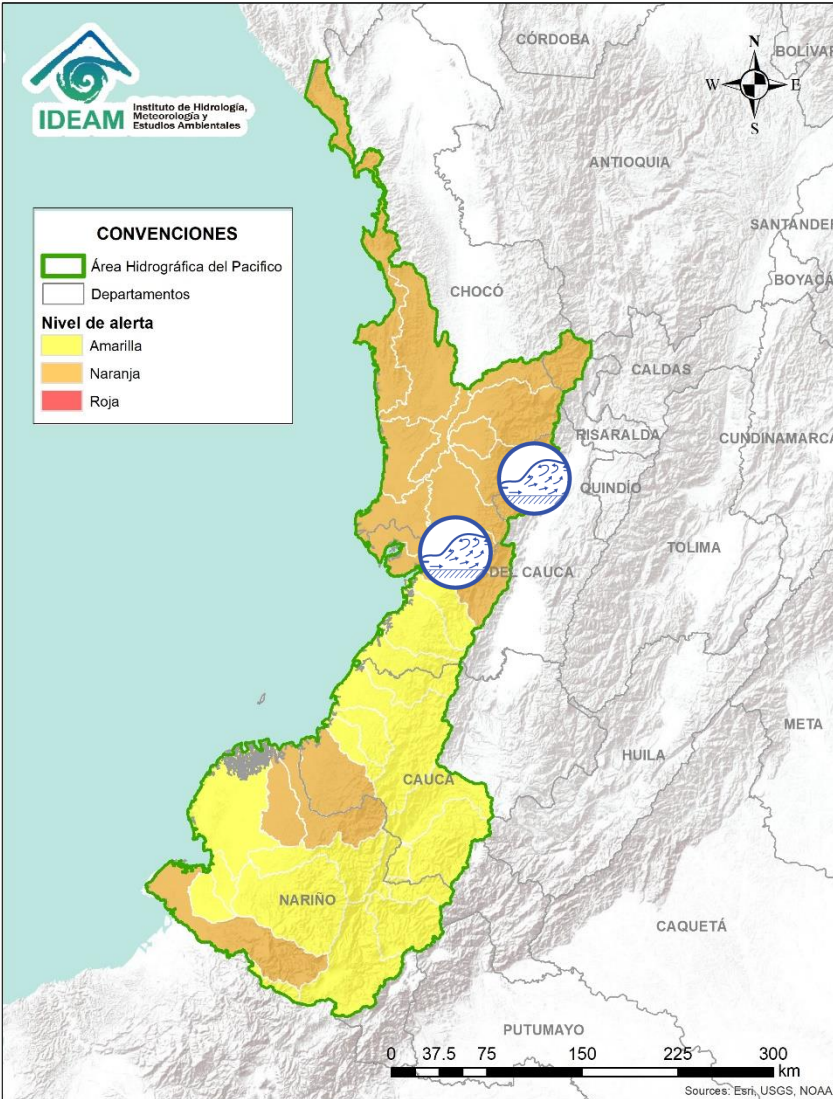 IDEAM
Instituto de Hidrología,
Meteorología y
Estudios Ambientales
N
W
E
S
CÓRDOBA
BOLÍVAR
ANTIOQUIA
SANTANDER
BOYACÁ
CHOCÓ
CALDAS
RISARALDA
CUNDINAMARCA
QUINDÍO
TOLIMA
DEL CAUCA
META
HUILA
CAUCA
NARIÑO
CAQUETÁ
PUTUMAYO
CONVENCIONES
Área Hidrográfica del Pacifico
Departamentos
Nivel de alerta
Amarilla
Naranja
Roja
0 37.5 75 150 225 300
km
Sources: Esri, USGS, NOAA